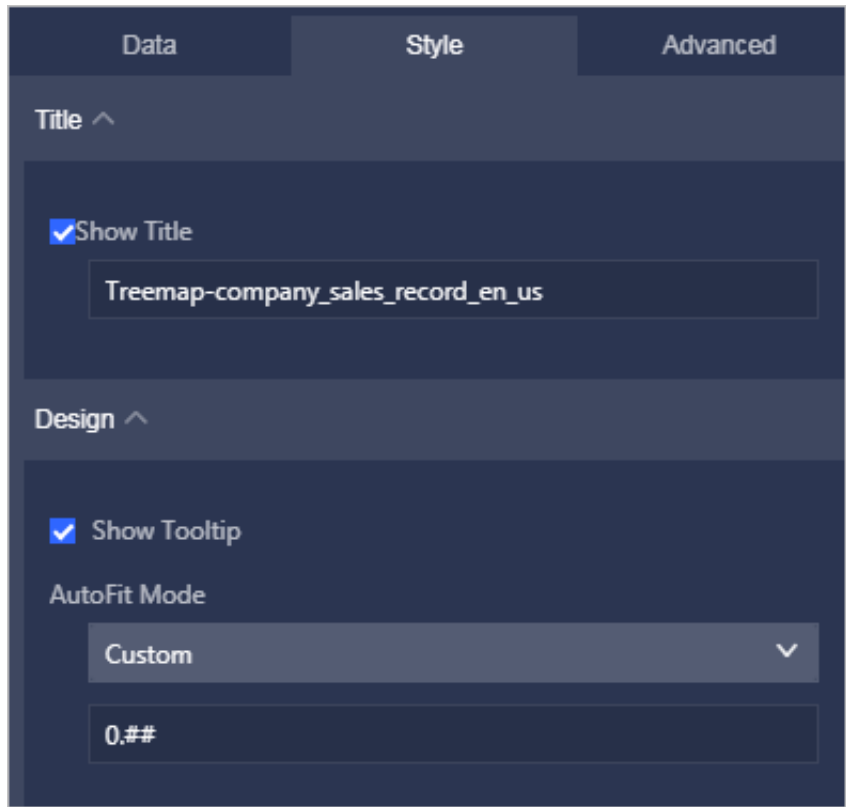 Data Style Advanced
Title
Show Title
Treemap-company_sales_record_en_us
Design
Show Tooltip
AutoFit Mode
Custom
0.##